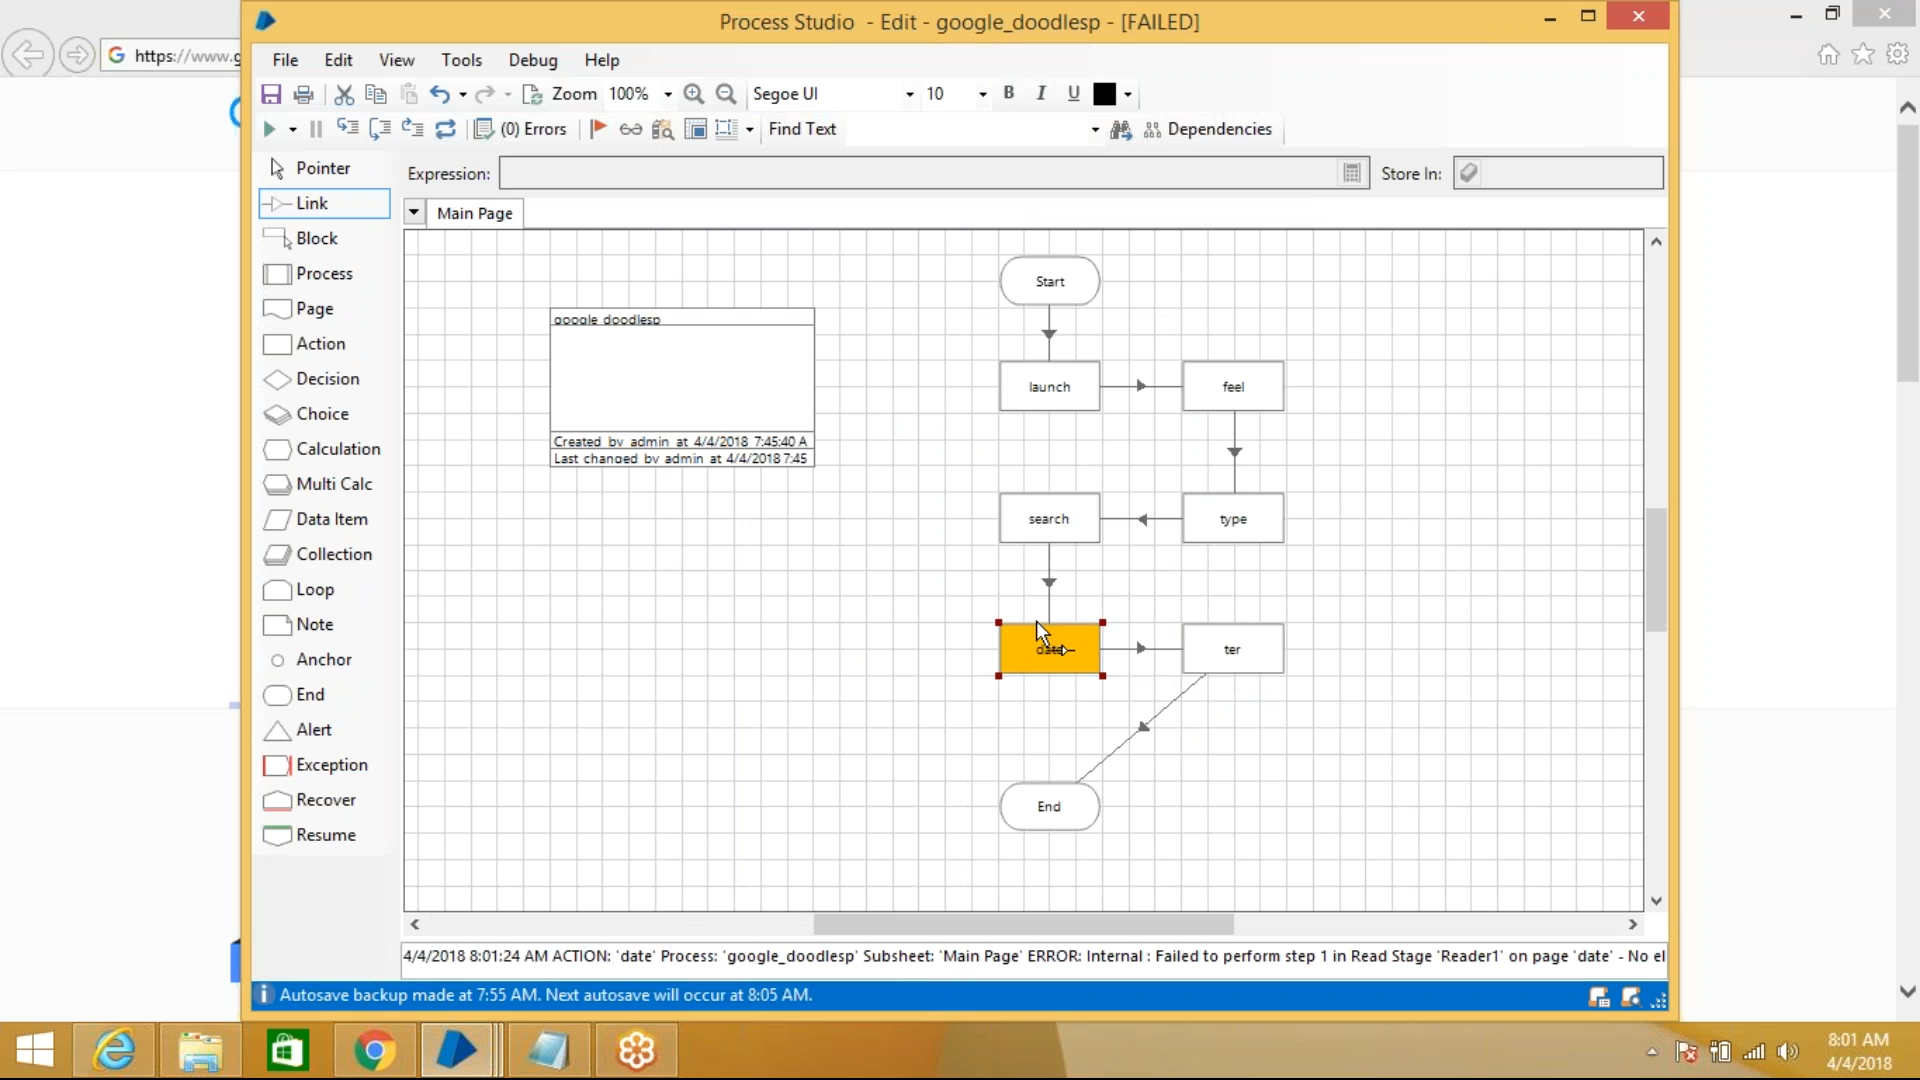 Process Studio - Edit - google_doodlesp - [FAILED]
https://www.g
File Edit View Tools Debug Help
Zoom 100% Segoe UI 10 B I U
(0) Errors Find Text Dependencies
Expression: Store In:
Main Page
Pointer
Link
Block
Process
Page
Action
Decision
Choice
Calculation
Multi Calc
Data Item
Collection
Loop
Note
Anchor
End
Alert
Exception
Recover
Resume
google_doodlesp
Created by admin at 4/4/2018 7:45:40 A
Last changed by admin at 4/4/2018 7:45
Start
launch
feel
search
type
date
ter
End
4/4/2018 8:01:24 AM ACTION: 'date' Process: 'google_doodlesp' Subsheet: 'Main Page' ERROR: Internal : Failed to perform step 1 in Read Stage 'Reader1' on page 'date' - No el
Autosave backup made at 7:55 AM. Next autosave will occur at 8:05 AM.
8:01 AM
4/4/2018